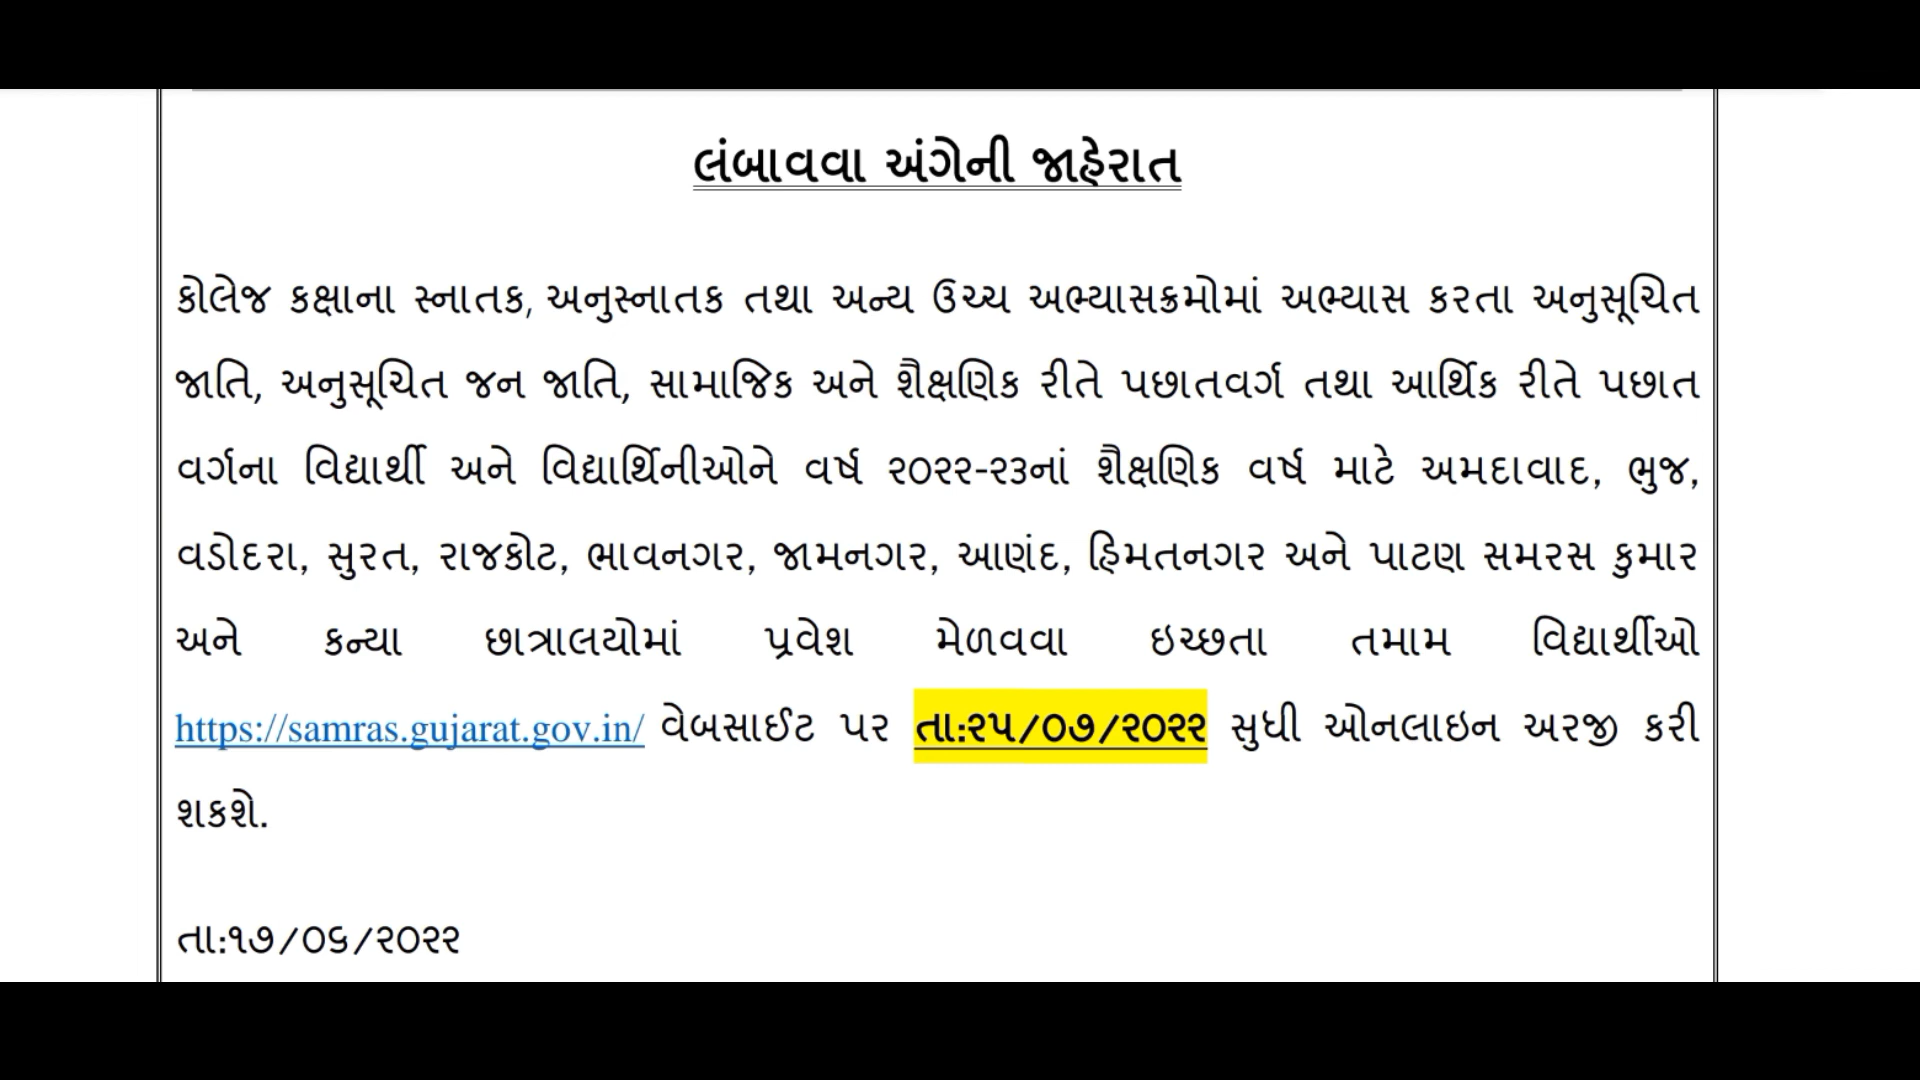 લંબાવવા અંગેની જાહેરાત
કોલેજ કક્ષાના સ્નાતક, અનુસ્નાતક તથા અન્ય ઉચ્ચ અભ્યાસક્રમોમાં અભ્યાસ કરતા અનુસૂચિત
જાતિ, અનુસૂચિત જન જાતિ, સામાજિક અને શૈક્ષણિક રીતે પછાતવર્ગ તથા આર્થિક રીતે પછાત
વર્ગના વિદ્યાર્થી અને વિદ્યાર્થિનીઓને વર્ષ ૨૦૨૨-૨૩નાં શૈક્ષણિક વર્ષ માટે અમદાવાદ, ભુજ,
વડોદરા, સુરત, રાજકોટ, ભાવનગર, જામનગર, આણંદ, હિમતનગર અને પાટણ સમરસ કુમાર
અને કન્યા છાત્રાલયોમાં પ્રવેશ મેળવવા ઇચ્છતા તમામ વિદ્યાર્થીઓ
https://samras.gujarat.gov.in/ વેબસાઈટ પર તા:૨૫/૦૭/૨૦૨૨ સુધી ઓનલાઇન અરજી કરી
શકશે.
તા:૧૭/૦૬/૨૦૨૨